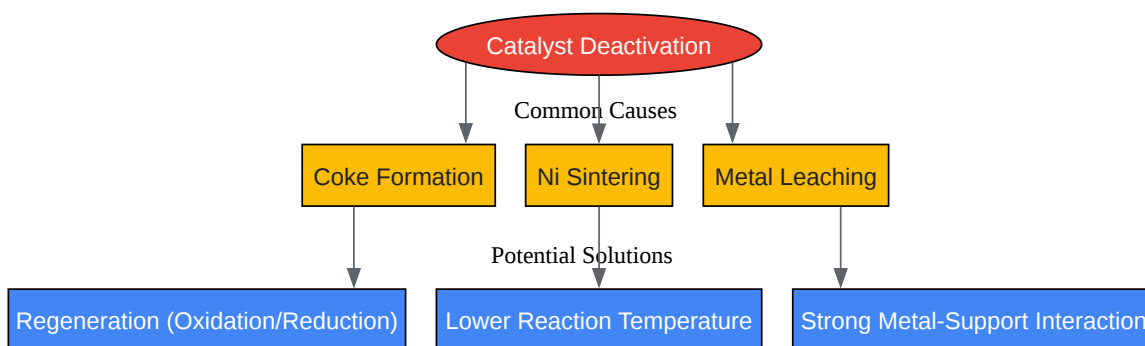 Catalyst Deactivation
Common Causes
Coke Formation
Ni Sintering
Metal Leaching
Potential Solutions
Regeneration (Oxidation/Reduction)
Lower Reaction Temperature
Strong Metal-Support Interaction